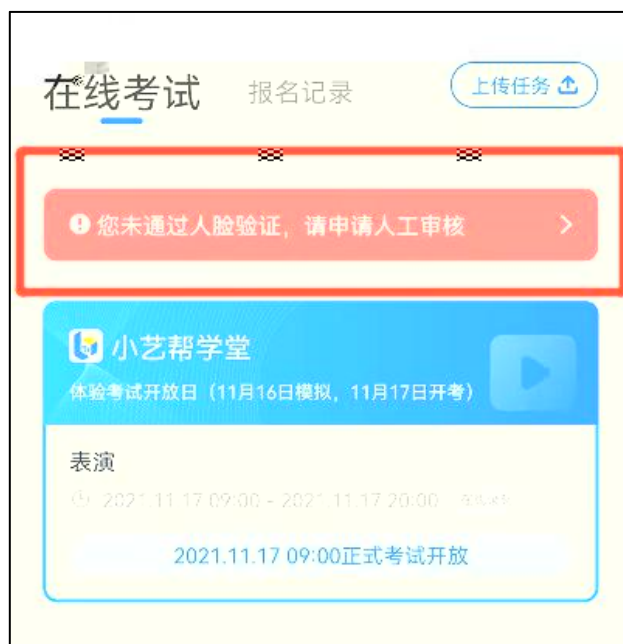 在线考试 报名记录 上传任务
您未通过人脸验证，请申请人工审核
小艺帮学堂
体验考试开放日（11月16日模拟，11月17日开考）
表演
2021.11.17 09:00 - 2021.11.17 20:00
2021.11.17 09:00正式考试开放